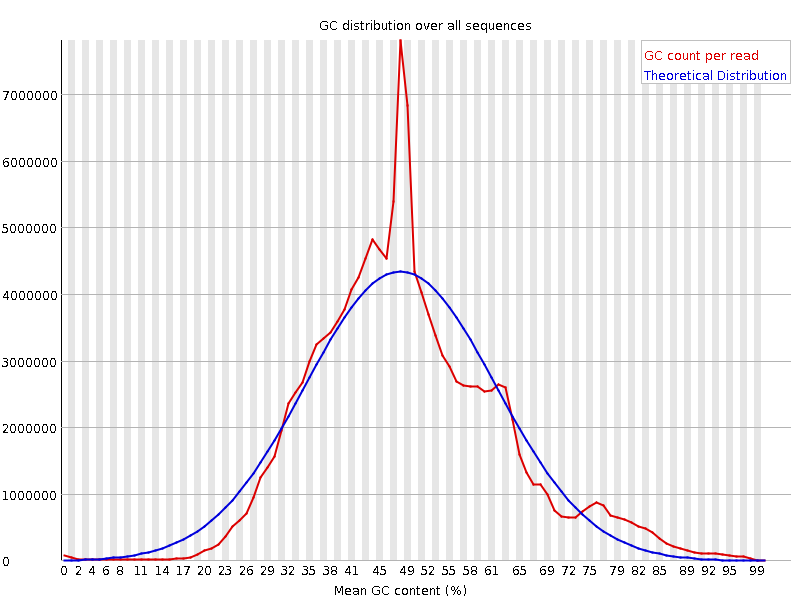 GC distribution over all sequences
GC count per read
Theoretical Distribution
7000000
6000000
5000000
4000000
3000000
2000000
1000000
0
0 2 4 6 8 11 14 17 20 23 26 29 32 35 38 41 45 49 52 55 58 61 65 69 72 75 79 82 85 89 92 95 99
Mean GC content (%)